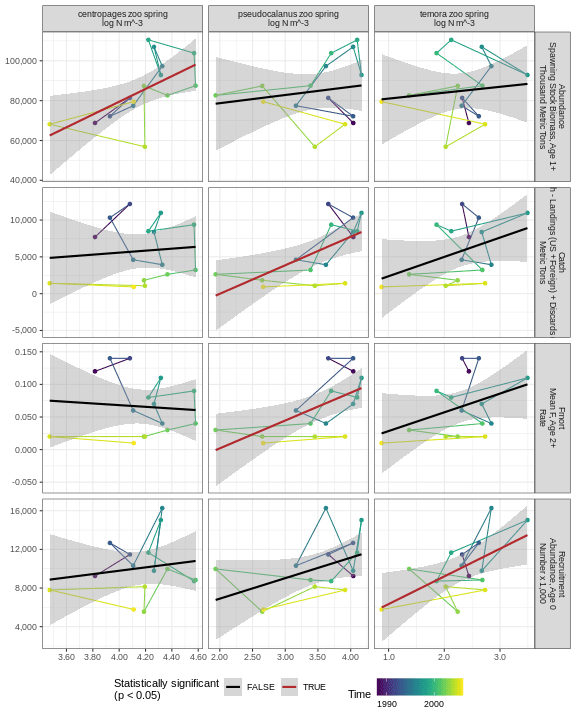 centropages zoo spring
log N m^-3
pseudocalanus zoo spring
log N m^-3
temora zoo spring
log N m^-3
100,000
80,000
60,000
40,000
Abundance
Spawning Stock Biomass, Age 1+
Thousand Metric Tons
10,000
5,000
0
-5,000
Catch
h - Landings (US +Foreign) + Discards
Metric Tons
0.150
0.100
0.050
0.000
-0.050
Fmort
Mean F, Age 2+
Rate
16,000
12,000
8,000
4,000
Recruitment
Abundance, Age 0
Number x 1,000
3.60 3.80 4.00 4.20 4.40 4.60
2.00 2.50 3.00 3.50 4.00
1.0 2.0 3.0
Statistically significant
(p < 0.05)
FALSE
TRUE
Time
1990 2000